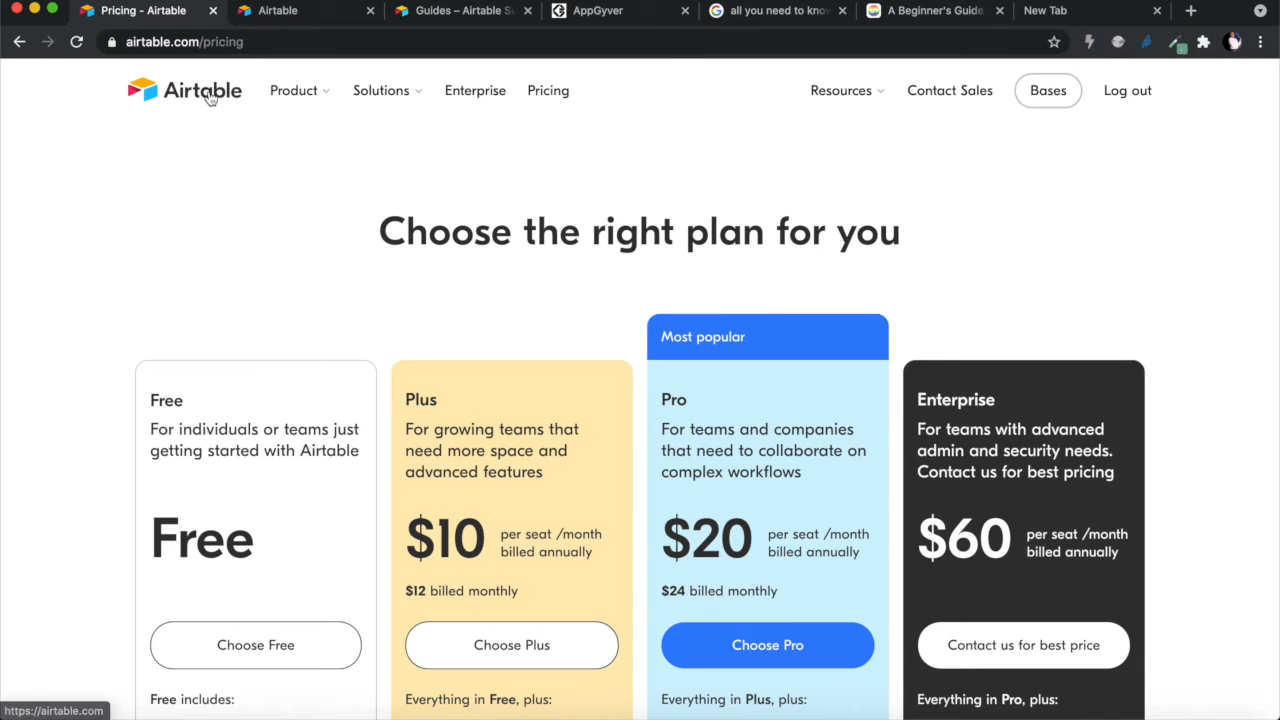 Pricing - Airtable
Airtable
Guides – Airtable Su
AppGyver
all you need to know
A Beginner's Guide
New Tab
airtable.com/pricing
Airtable
Product
Solutions
Enterprise
Pricing
Resources
Contact Sales
Bases
Log out
Choose the right plan for you
Most popular
Free
For individuals or teams just
getting started with Airtable
Free
Choose Free
Free includes:
Plus
For growing teams that
need more space and
advanced features
$10
per seat /month
billed annually
$12 billed monthly
Choose Plus
Everything in Free, plus:
Pro
For teams and companies
that need to collaborate on
complex workflows
$20
per seat /month
billed annually
$24 billed monthly
Choose Pro
Everything in Plus, plus:
Enterprise
For teams with advanced
admin and security needs.
Contact us for best pricing
$60
per seat /month
billed annually
Contact us for best price
Everything in Pro, plus:
https://airtable.com